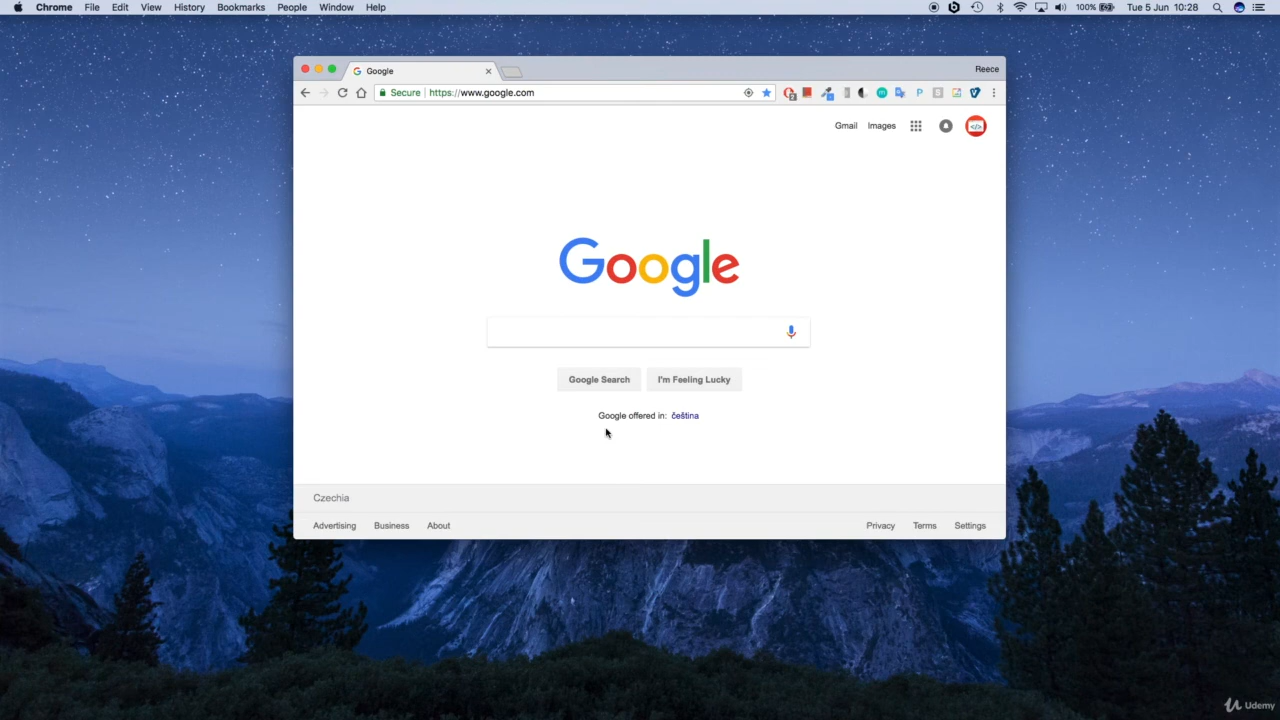 Chrome File Edit View History Bookmarks People Window Help 100% Tue 5 Jun 10:28
Google Reece
Secure https://www.google.com
Gmail Images
Google
Google Search I'm Feeling Lucky
Google offered in: čeština
Czechia
Advertising Business About Privacy Terms Settings
Udemy